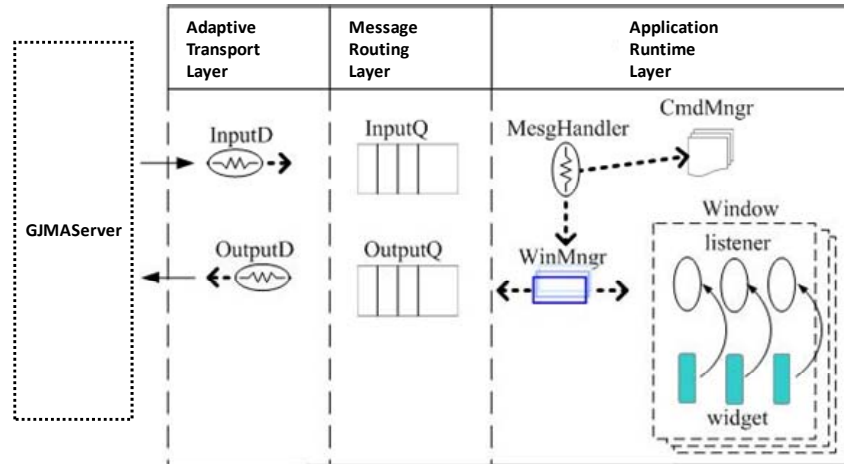 Adaptive
Transport
Layer
Message
Routing
Layer
Application
Runtime
Layer
GJMAServer
InputD
InputQ
MesgHandler
CmdMngr
OutputD
OutputQ
WinMngr
Window
listener
widget